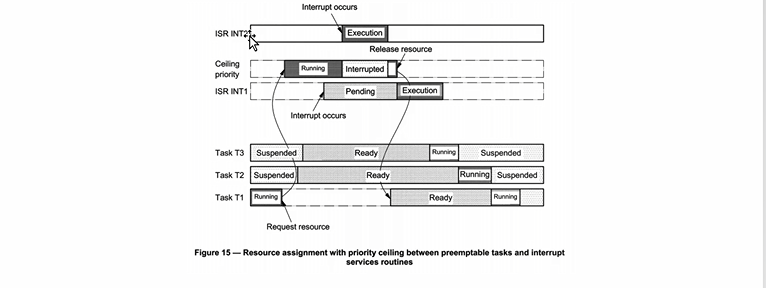 Interrupt occurs
ISR INT2
Execution
Release resource
Ceiling
priority
Running
Interrupted
ISR INT1
Pending
Execution
Interrupt occurs
Task T3
Suspended
Ready
Running
Suspended
Task T2
Suspended
Ready
Running
Suspended
Task T1
Running
Ready
Running
Request resource
Figure 15 — Resource assignment with priority ceiling between preemptable tasks and interrupt
services routines